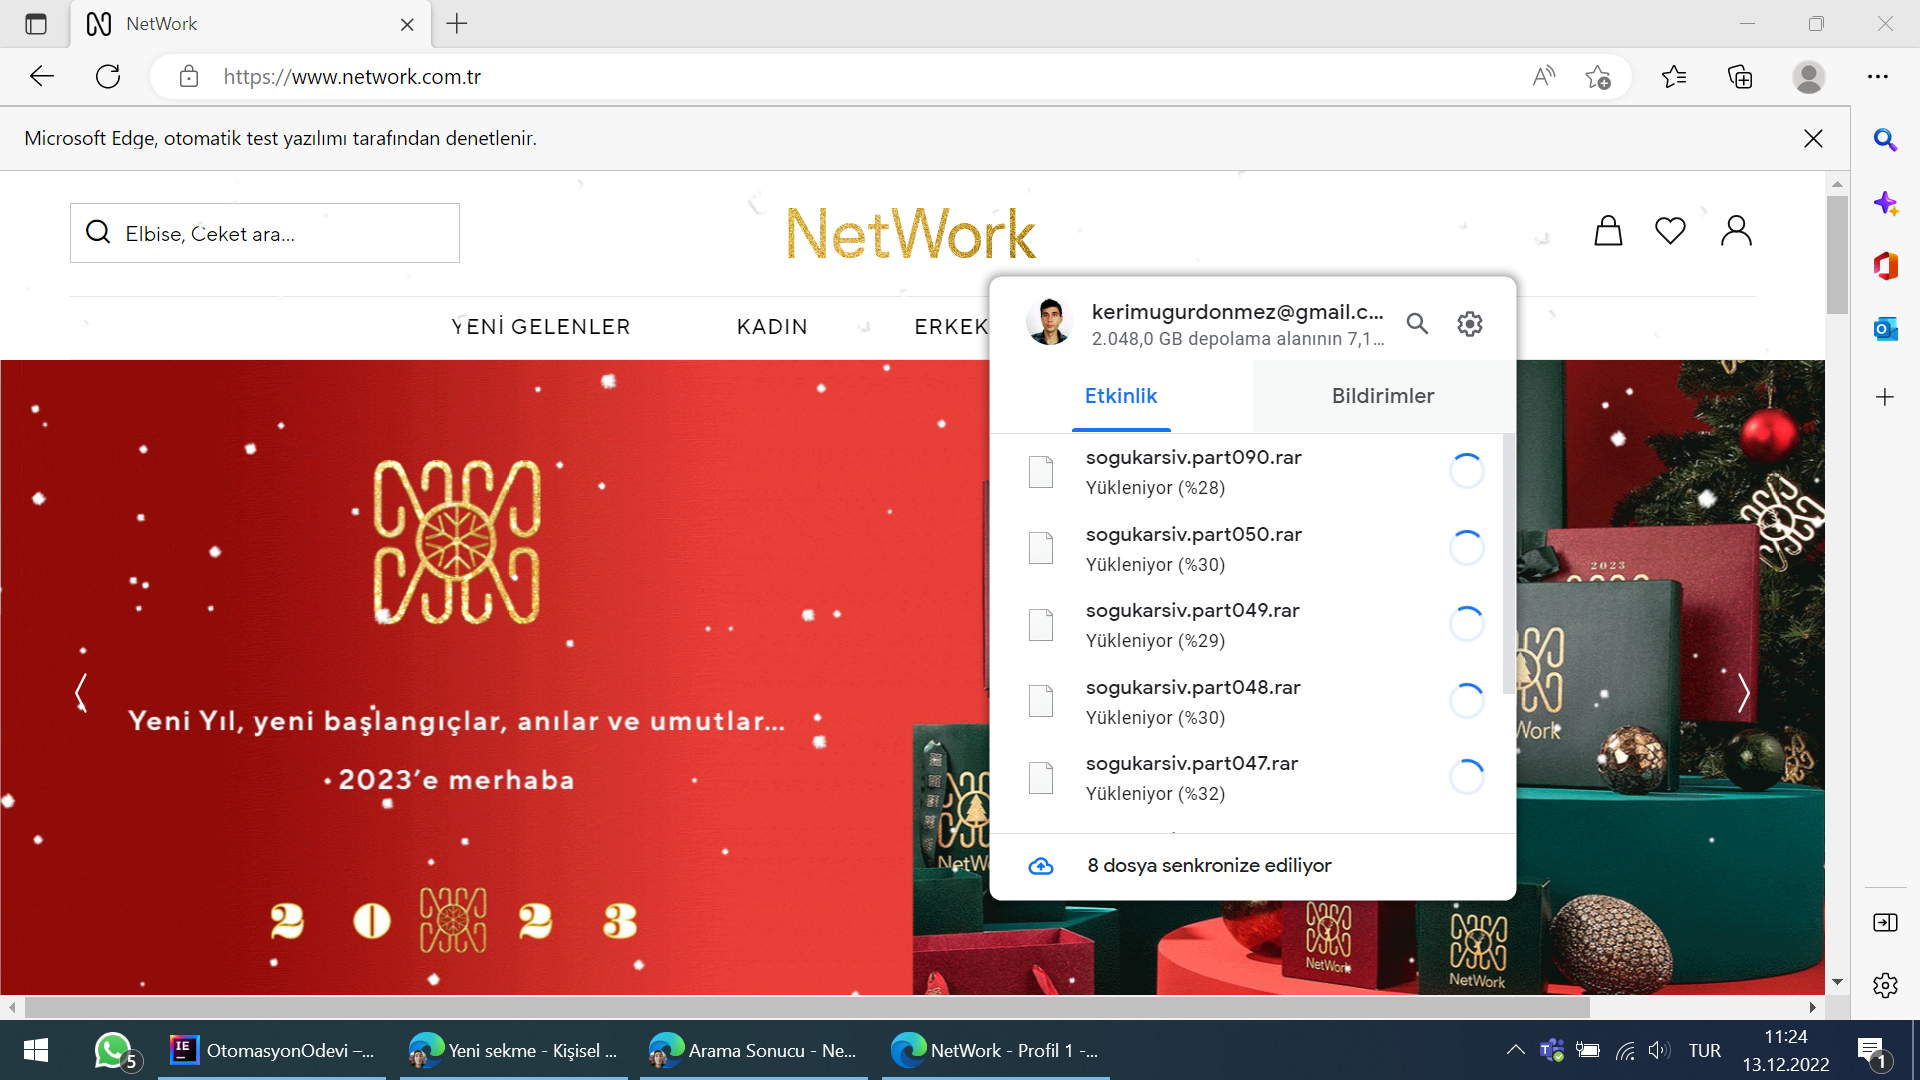 NetWork
https://www.network.com.tr
Microsoft Edge, otomatik test yazılımı tarafından denetlenir.
Elbise, Ceket ara...
NetWork
YENİ GELENLER
KADIN
ERKEK
kerimugurdonmez@gmail.c...
2.048,0 GB depolama alanının 7,1...
Etkinlik
Bildirimler
sogukarsiv.part090.rar
Yükleniyor (%28)
sogukarsiv.part050.rar
Yükleniyor (%30)
sogukarsiv.part049.rar
Yükleniyor (%29)
sogukarsiv.part048.rar
Yükleniyor (%30)
sogukarsiv.part047.rar
Yükleniyor (%32)
8 dosya senkronize ediliyor
Yeni Yıl, yeni başlangıçlar, anılar ve umutlar...
2023’e merhaba
2 0 2 3
2023
Work
NetW
NetWork
NetWork
5
IE
OtomasyonOdevi –...
Yeni sekme - Kişisel ...
Arama Sonucu - Ne...
NetWork - Profil 1 -...
TUR
11:24
13.12.2022
1